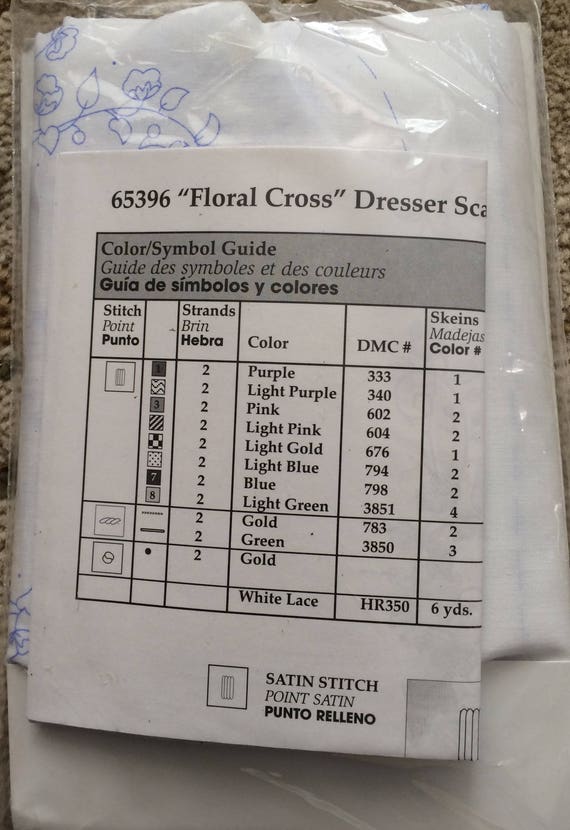 65396 “Floral Cross” Dresser Sca
Color/Symbol Guide
Guide des symboles et des couleurs
Guía de símbolos y colores
Stitch Strands Color DMC # Skeins
Point Brin Madejas
Punto Hebra Color #
1 2 Purple 333 1
2 Light Purple 340 1
3 2 Pink 602 2
2 Light Pink 604 2
2 Light Gold 676 1
2 Light Blue 794 2
7 2 Blue 798 2
8 2 Light Green 3851 4
2 Gold 783 2
2 Green 3850 3
2 Gold
White Lace HR350 6 yds.
SATIN STITCH
POINT SATIN
PUNTO RELLENO